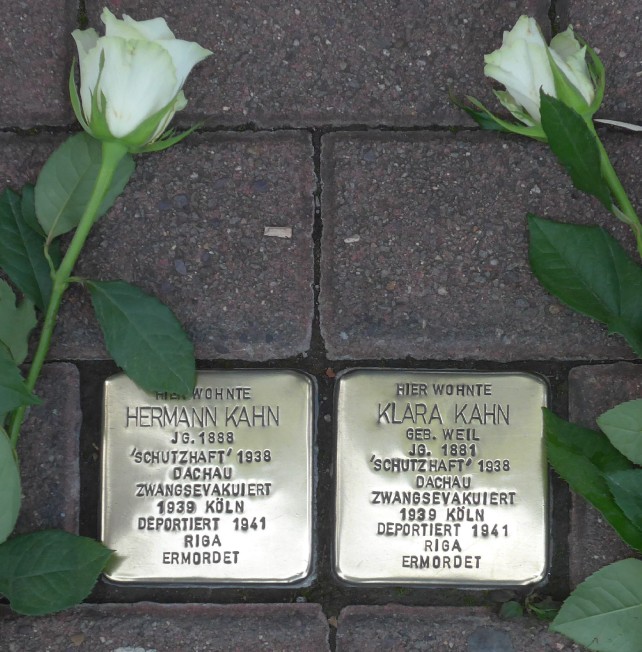 HIER WOHNTE
HERMANN KAHN
JG. 1888
'SCHUTZHAFT' 1938
DACHAU
ZWANGSEVAKUIERT
1939 KÖLN
DEPORTIERT 1941
RIGA
ERMORDET
HIER WOHNTE
KLARA KAHN
GEB. WEIL
JG. 1881
'SCHUTZHAFT' 1938
DACHAU
ZWANGSEVAKUIERT
1939 KÖLN
DEPORTIERT 1941
RIGA
ERMORDET